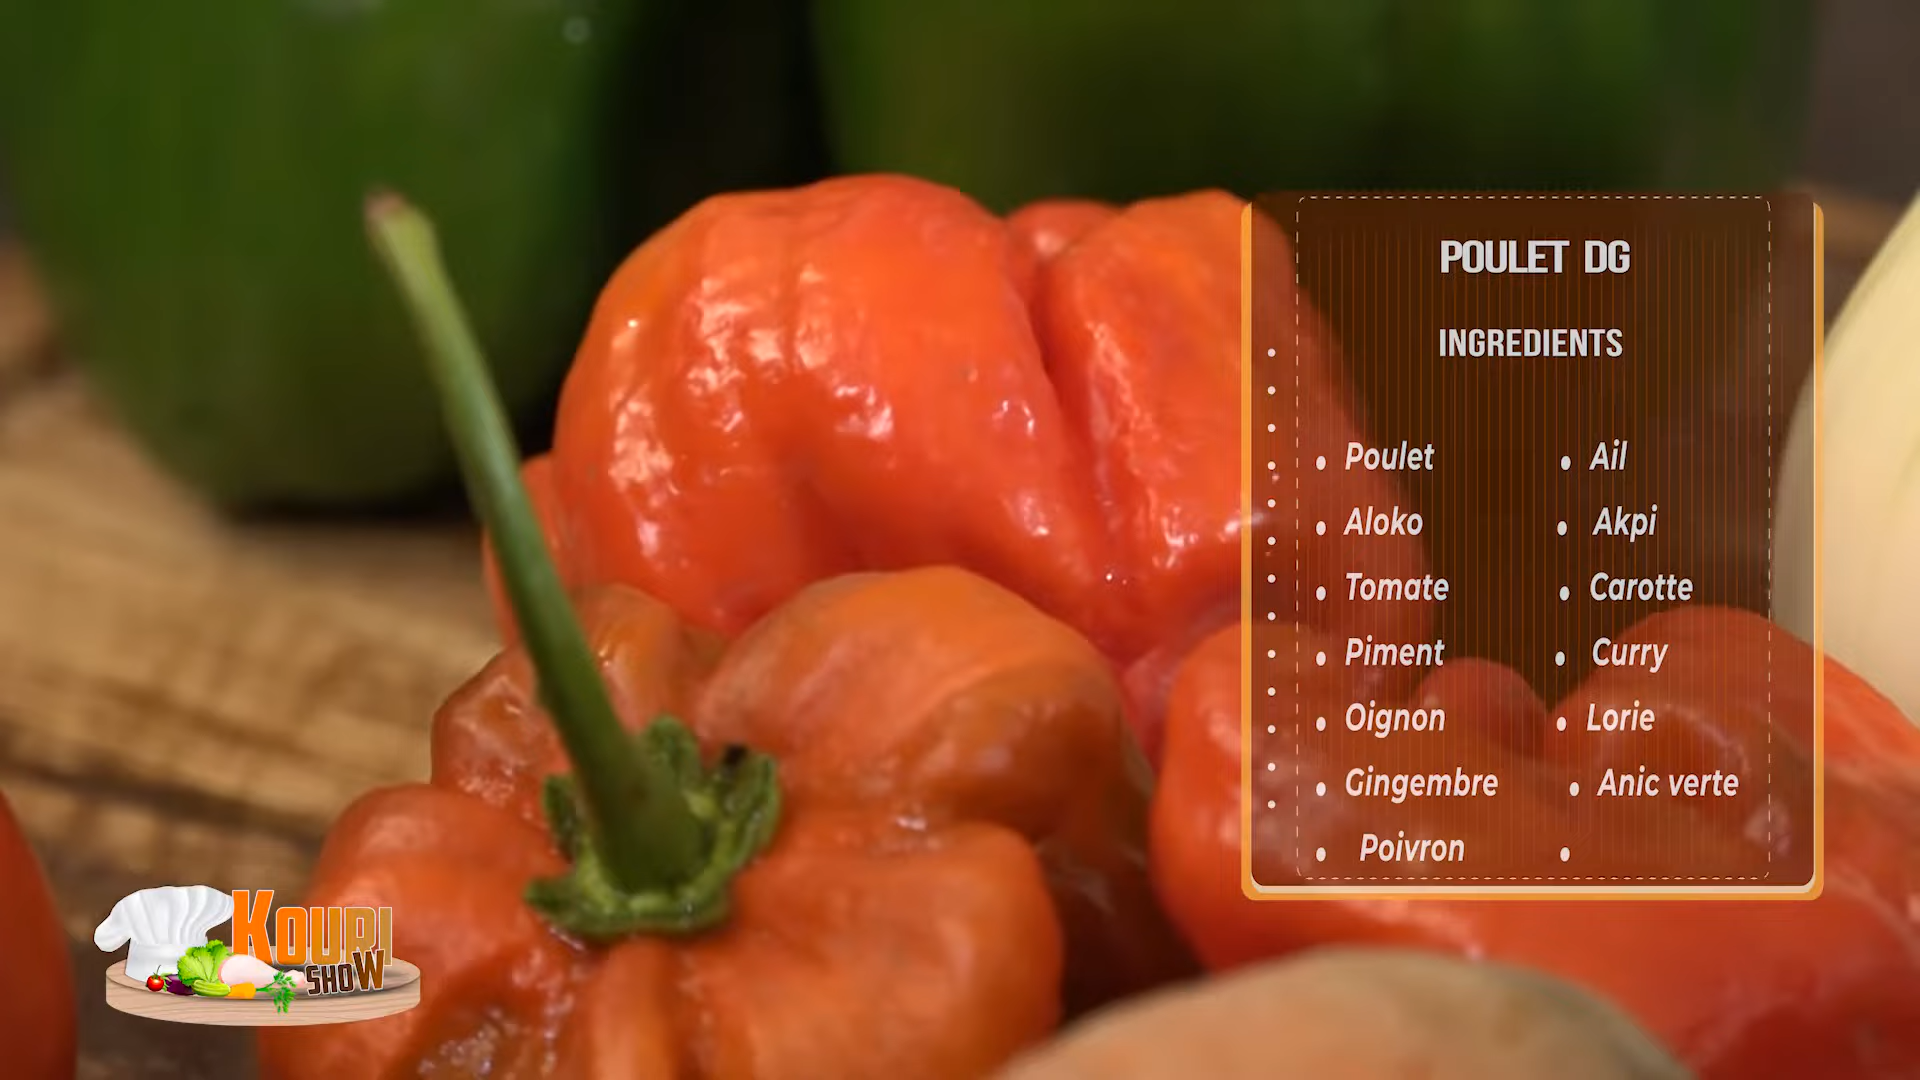 POULET DG
INGREDIENTS
Poulet
Aloko
Tomate
Piment
Oignon
Gingembre
Poivron
Ail
Akpi
Carotte
Curry
Lorie
Anic verte
KOURI
SHOW